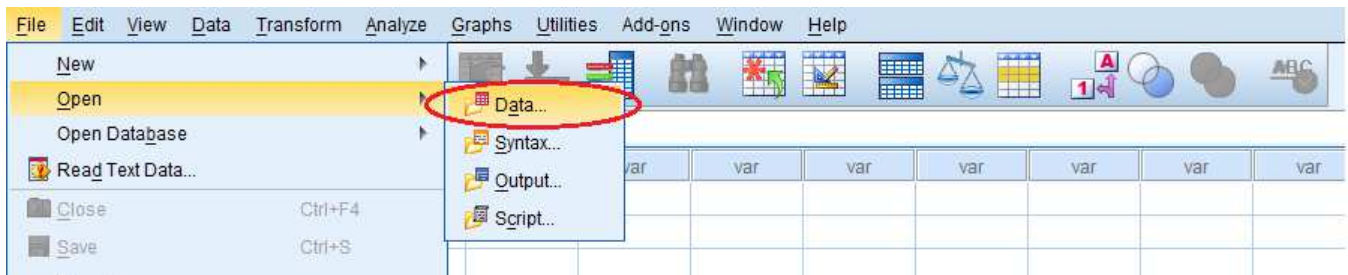 File Edit View Data Transform Analyze Graphs Utilities Add-ons Window Help
New
Open
Open Database
Read Text Data...
Close Ctrl+F4
Save Ctrl+S
Data...
Syntax...
Output...
Script...
A
1
ABC
var var var var var var var